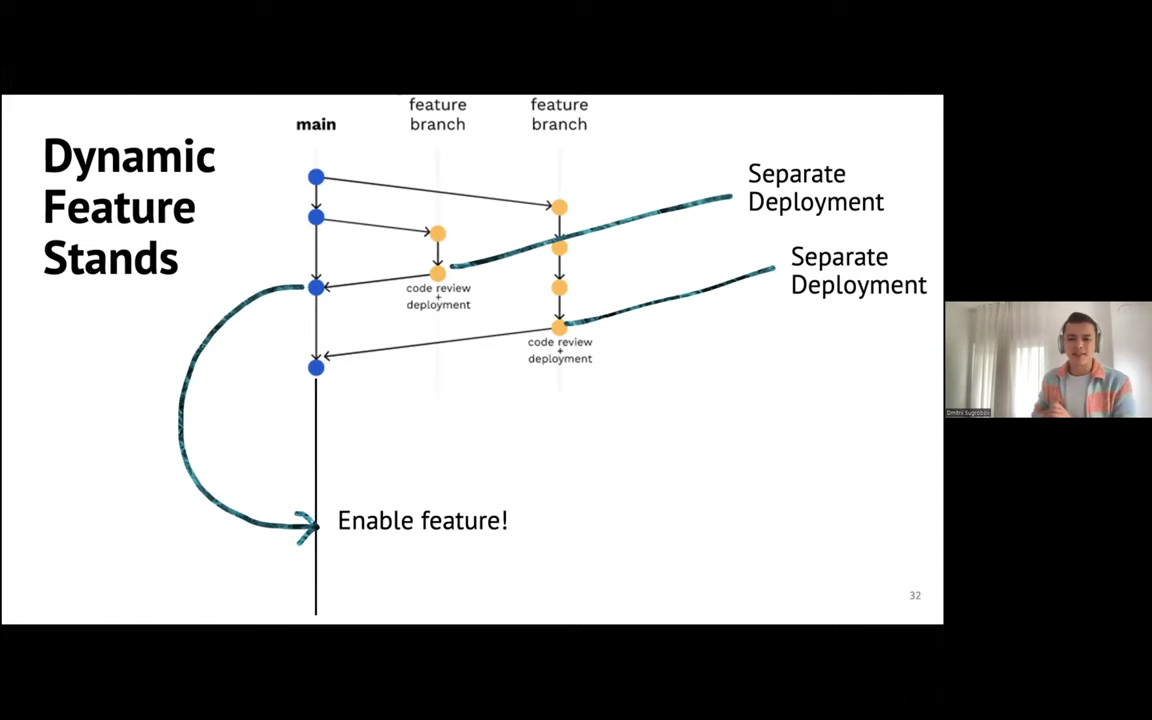 Dynamic
Feature
Stands
main
feature
branch
feature
branch
code review
+
deployment
code review
+
deployment
Separate
Deployment
Separate
Deployment
Enable feature!
32
Dmitrii Sugrobov